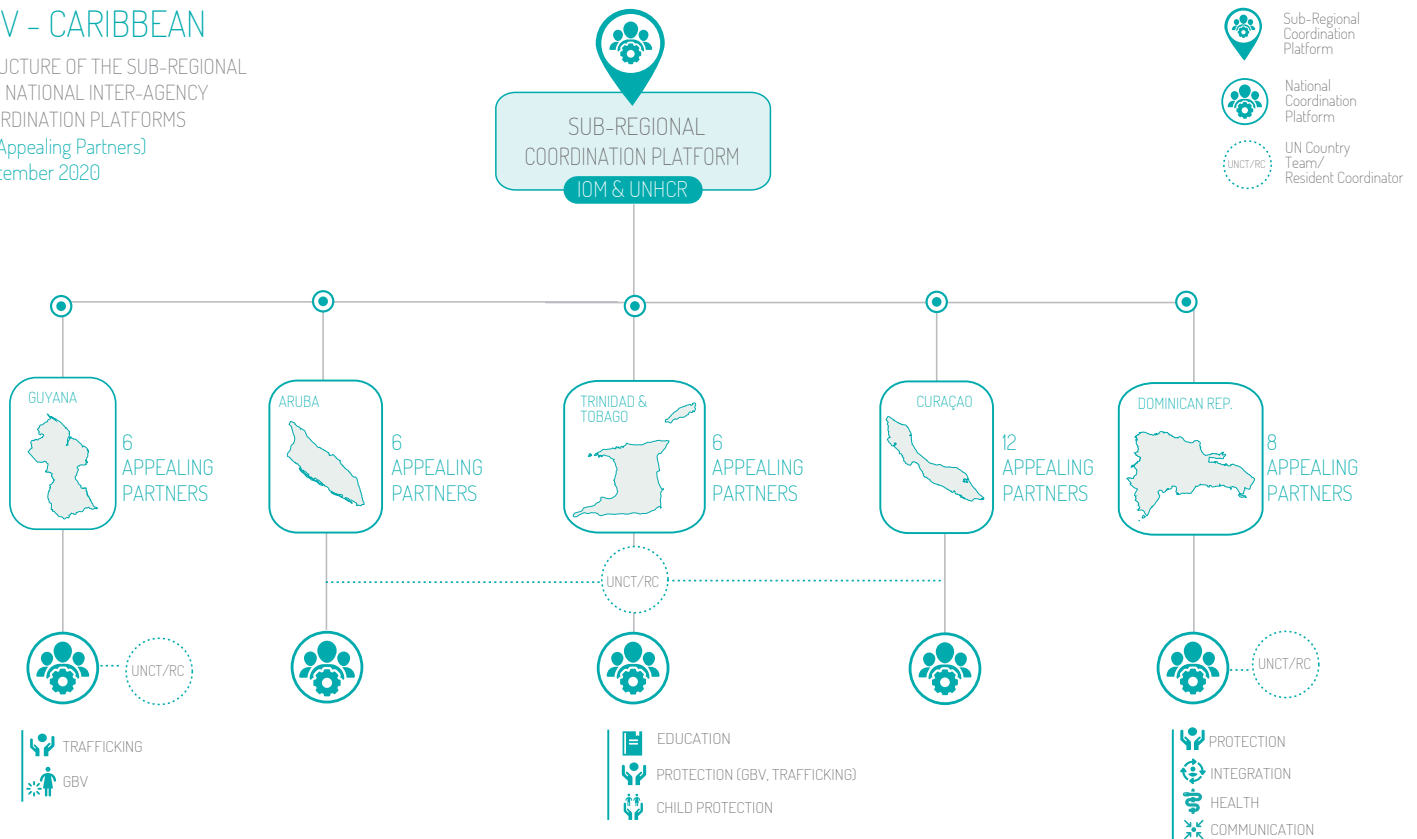 V - CARIBBEAN
UCTURE OF THE SUB-REGIONAL
NATIONAL INTER-AGENCY
RDINATION PLATFORMS
Appealing Partners)
tember 2020
SUB-REGIONAL
COORDINATION PLATFORM
IOM & UNHCR
Sub-Regional
Coordination
Platform
National
Coordination
Platform
UNCT/RC
UN Country
Team/
Resident Coordinator
GUYANA
6
APPEALING
PARTNERS
ARUBA
6
APPEALING
PARTNERS
TRINIDAD &
TOBAGO
6
APPEALING
PARTNERS
CURAÇAO
12
APPEALING
PARTNERS
DOMINICAN REP.
8
APPEALING
PARTNERS
UNCT/RC
UNCT/RC
UNCT/RC
TRAFFICKING
GBV
EDUCATION
PROTECTION (GBV, TRAFFICKING)
CHILD PROTECTION
PROTECTION
INTEGRATION
HEALTH
COMMUNICATION